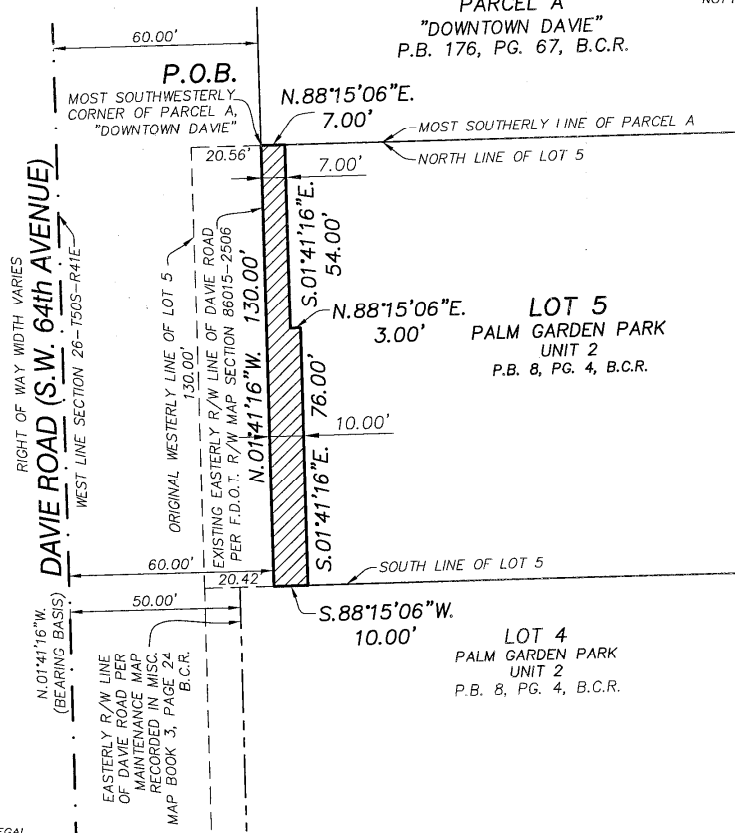 PARCEL A
"DOWNTOWN DAVIE"
P.B. 176, PG. 67, B.C.R.
60.00'
P.O.B.
MOST SOUTHWESTERLY
CORNER OF PARCEL A,
"DOWNTOWN DAVIE"
N.88°15'06"E.
7.00'
MOST SOUTHERLY LINE OF PARCEL A
NORTH LINE OF LOT 5
20.56'
7.00'
S.01°41'16"E.
54.00'
N.88°15'06"E.
3.00'
LOT 5
PALM GARDEN PARK
UNIT 2
P.B. 8, PG. 4, B.C.R.
RIGHT OF WAY WIDTH VARIES
DAVIE ROAD (S.W. 64th AVENUE)
WEST LINE SECTION 26-T50S-R41E
ORIGINAL WESTERLY LINE OF LOT 5
130.00'
EXISTING EASTERLY R/W LINE OF DAVIE ROAD
PER F.D.O.T. R/W MAP SECTION 86015-2506
N.01°41'16"W. 130.00'
S.01°41'16"E. 76.00'
10.00'
60.00'
20.42'
SOUTH LINE OF LOT 5
50.00'
S.88°15'06"W.
10.00'
LOT 4
PALM GARDEN PARK
UNIT 2
P.B. 8, PG. 4, B.C.R.
N.01°41'16"W.
(BEARING BASIS)
EASTERLY R/W LINE
OF DAVIE ROAD PER
MAINTENANCE MAP
RECORDED IN MISC.
MAP BOOK 3, PAGE 24
B.C.R.